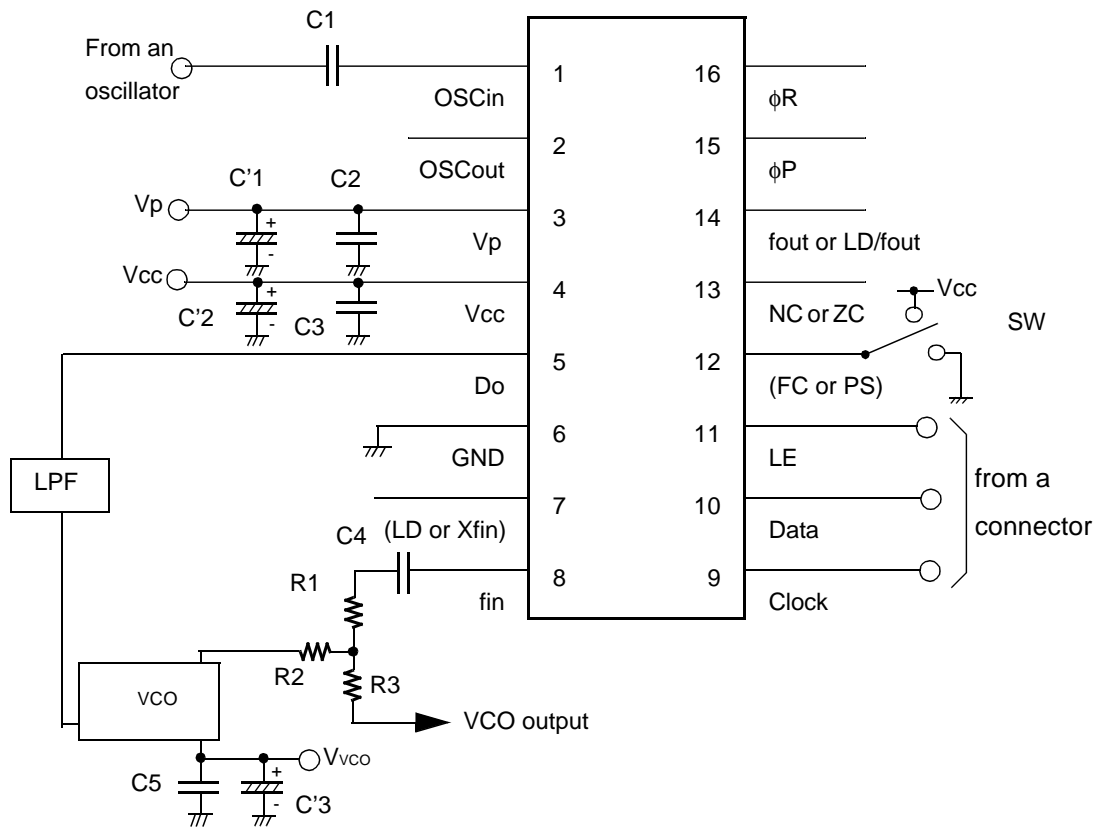 C1
From an
oscillator
1
16
OSCin
ϕR
2
15
OSCout
ϕP
C'1
C2
Vp
+
-
3
14
Vp
fout or LD/fout
Vcc
+
-
4
13
C'2
C3
Vcc
NC or ZC
Vcc
SW
5
12
Do
(FC or PS)
6
11
GND
LE
LPF
from a
connector
7
10
C4
(LD or Xfin)
Data
R1
8
9
fin
Clock
R2
R3
VCO
VCO output
VVCO
C5
+
-
C'3